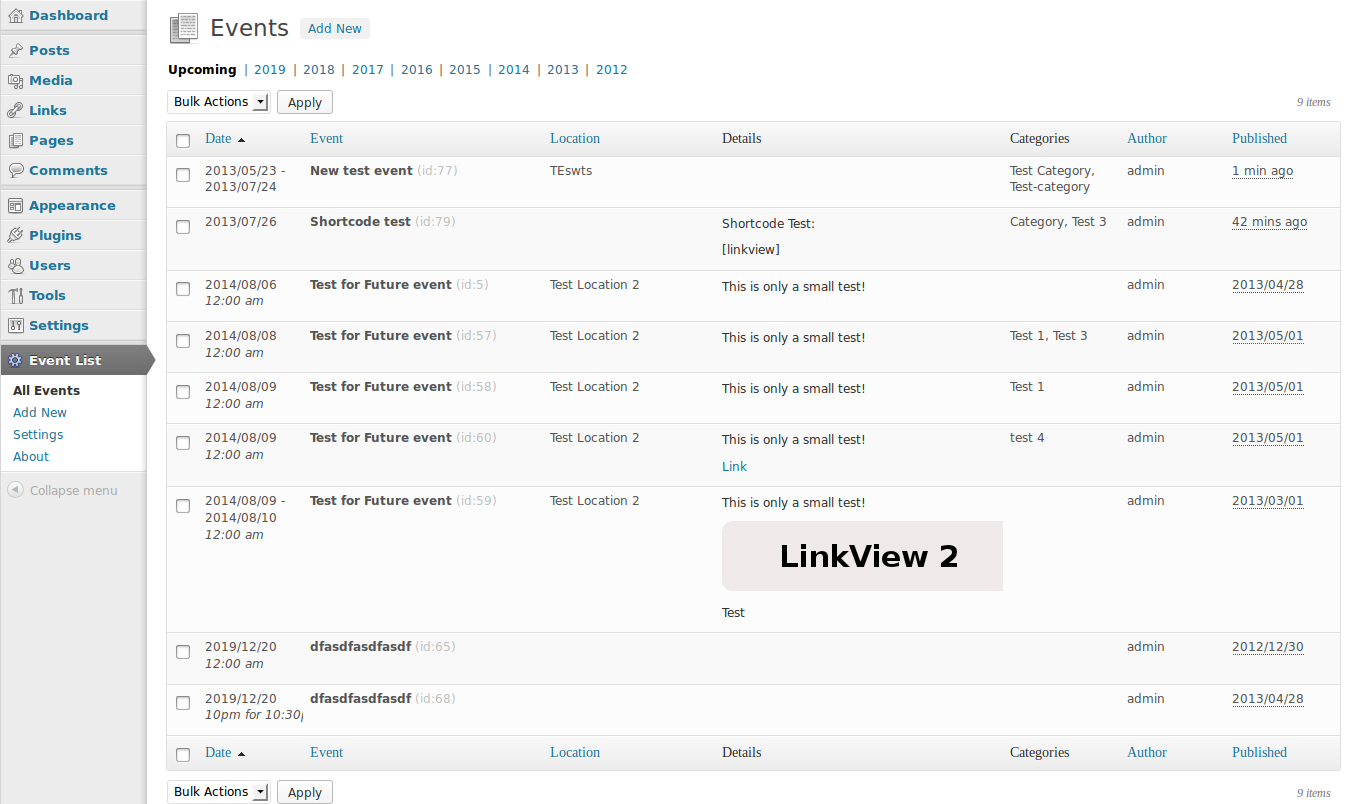 Dashboard
Posts
Media
Links
Pages
Comments
Appearance
Plugins
Users
Tools
Settings
Event List
All Events
Add New
Settings
About
Collapse menu
Events Add New
Upcoming | 2019 | 2018 | 2017 | 2016 | 2015 | 2014 | 2013 | 2012
Bulk Actions Apply 9 items
Date Event Location Details Categories Author Published
2013/05/23 - New test event (id:77) TEswts Test Category, admin 1 min ago
2013/07/24 Test-category
2013/07/26 Shortcode test (id:79) Shortcode Test: Category, Test 3 admin 42 mins ago
[linkview]
2014/08/06 Test for Future event (id:5) Test Location 2 This is only a small test! admin 2013/04/28
12:00 am
2014/08/08 Test for Future event (id:57) Test Location 2 This is only a small test! Test 1, Test 3 admin 2013/05/01
12:00 am
2014/08/09 Test for Future event (id:58) Test Location 2 This is only a small test! Test 1 admin 2013/05/01
12:00 am
2014/08/09 Test for Future event (id:60) Test Location 2 This is only a small test! test 4 admin 2013/05/01
12:00 am
Link
2014/08/09 - Test for Future event (id:59) Test Location 2 This is only a small test! admin 2013/03/01
2014/08/10
12:00 am
LinkView 2
Test
2019/12/20 dfasdfasdfasdf (id:65) admin 2012/12/30
12:00 am
2019/12/20 dfasdfasdfasdf (id:68) admin 2013/04/28
10pm for 10:30p
Date Event Location Details Categories Author Published
Bulk Actions Apply 9 items